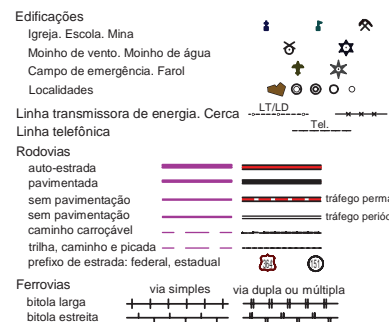 Edificações
Igreja. Escola. Mina
Moinho de vento. Moinho de água
Campo de emergência. Farol
Localidades
Linha transmissora de energia. Cerca LT/LD
Linha telefônica Tel.
Rodovias
auto-estrada
pavimentada
sem pavimentação tráfego perma
sem pavimentação tráfego periód
caminho carroçável
trilha, caminho e picada
prefixo de estrada: federal, estadual 364 151
Ferrovias via simples via dupla ou múltipla
bitola larga
bitola estreita